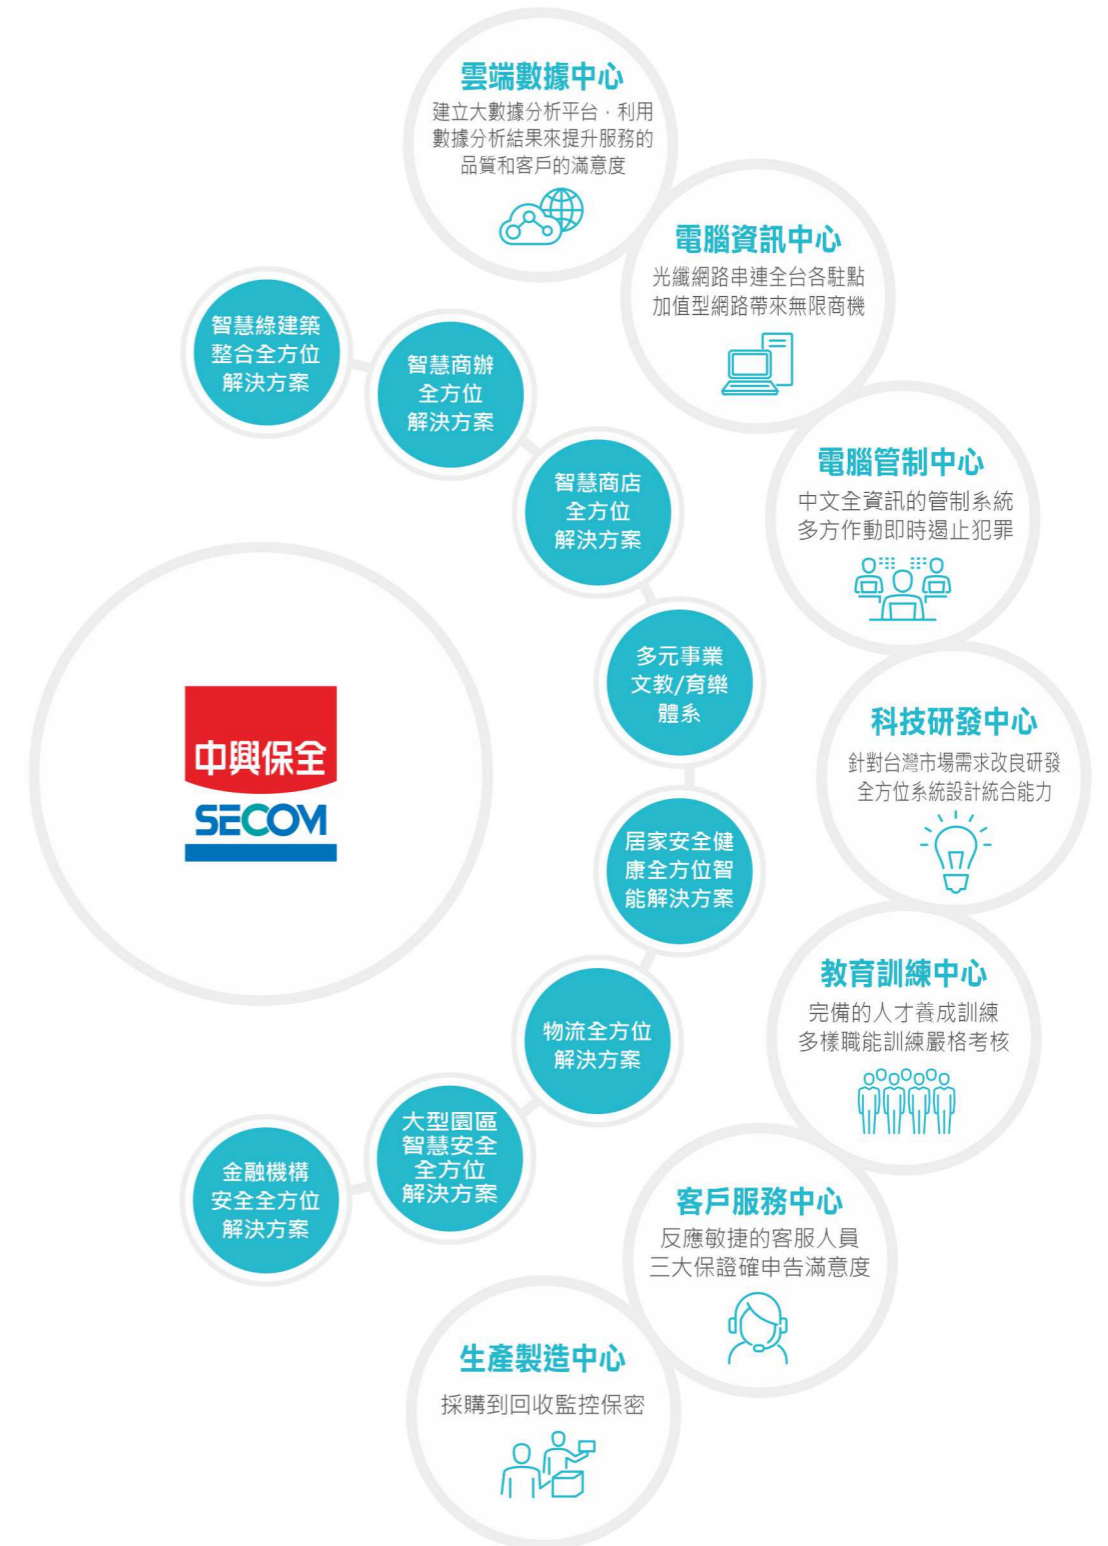 雲端數據中心
建立大數據分析平台‧利用
數據分析結果來提升服務的
品質和客戶的滿意度
電腦資訊中心
光纖網路串連全台各駐點
加值型網路帶來無限商機
電腦管制中心
中文全資訊的管制系統
多方作動即時遏止犯罪
科技研發中心
針對台灣市場需求改良研發
全方位系統設計統合能力
教育訓練中心
完備的人才養成訓練
多樣職能訓練嚴格考核
客戶服務中心
反應敏捷的客服人員
三大保證確申告滿意度
生產製造中心
採購到回收監控保密
智慧綠建築
整合全方位
解決方案
智慧商辦
全方位
解決方案
智慧商店
全方位
解決方案
多元事業
文教/育樂
體系
居家安全健
康全方位智
能解決方案
物流全方位
解決方案
大型園區
智慧安全
全方位
解決方案
金融機構
安全全方位
解決方案
中興保全
SECOM